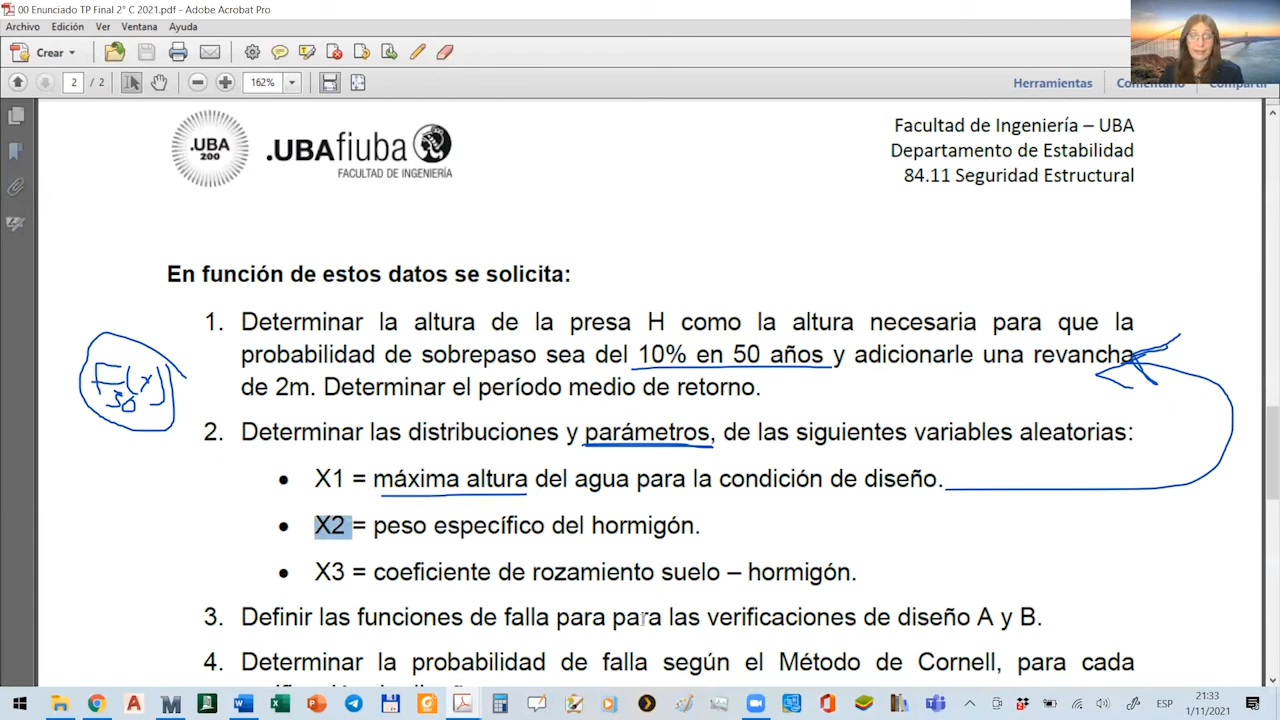 00 Enunciado TP Final 2° C 2021.pdf - Adobe Acrobat Pro
Archivo Edición Ver Ventana Ayuda
Crear
2 / 2 162% Herramientas Comentario Compartir
.UBA
200
.UBAfiuba
FACULTAD DE INGENIERÍA
Facultad de Ingeniería – UBA
Departamento de Estabilidad
84.11 Seguridad Estructural
En función de estos datos se solicita:
1. Determinar la altura de la presa H como la altura necesaria para que la
probabilidad de sobrepaso sea del 10% en 50 años y adicionarle una revancha
de 2m. Determinar el período medio de retorno.
F50(x)
2. Determinar las distribuciones y parámetros, de las siguientes variables aleatorias:
• X1 = máxima altura del agua para la condición de diseño.
• X2 = peso específico del hormigón.
• X3 = coeficiente de rozamiento suelo – hormigón.
3. Definir las funciones de falla para para las verificaciones de diseño A y B.
4. Determinar la probabilidad de falla según el Método de Cornell, para cada
ESP
21:33
1/11/2021